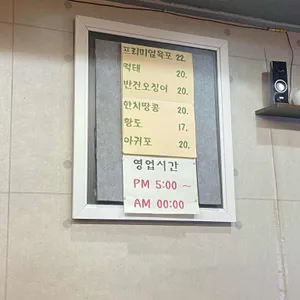 프리미엄육포 22.
먹태 20.
반건오징어 20.
한치땅콩 20.
황도 17.
아귀포 20.
영업시간
PM 5:00 ~
AM 00:00